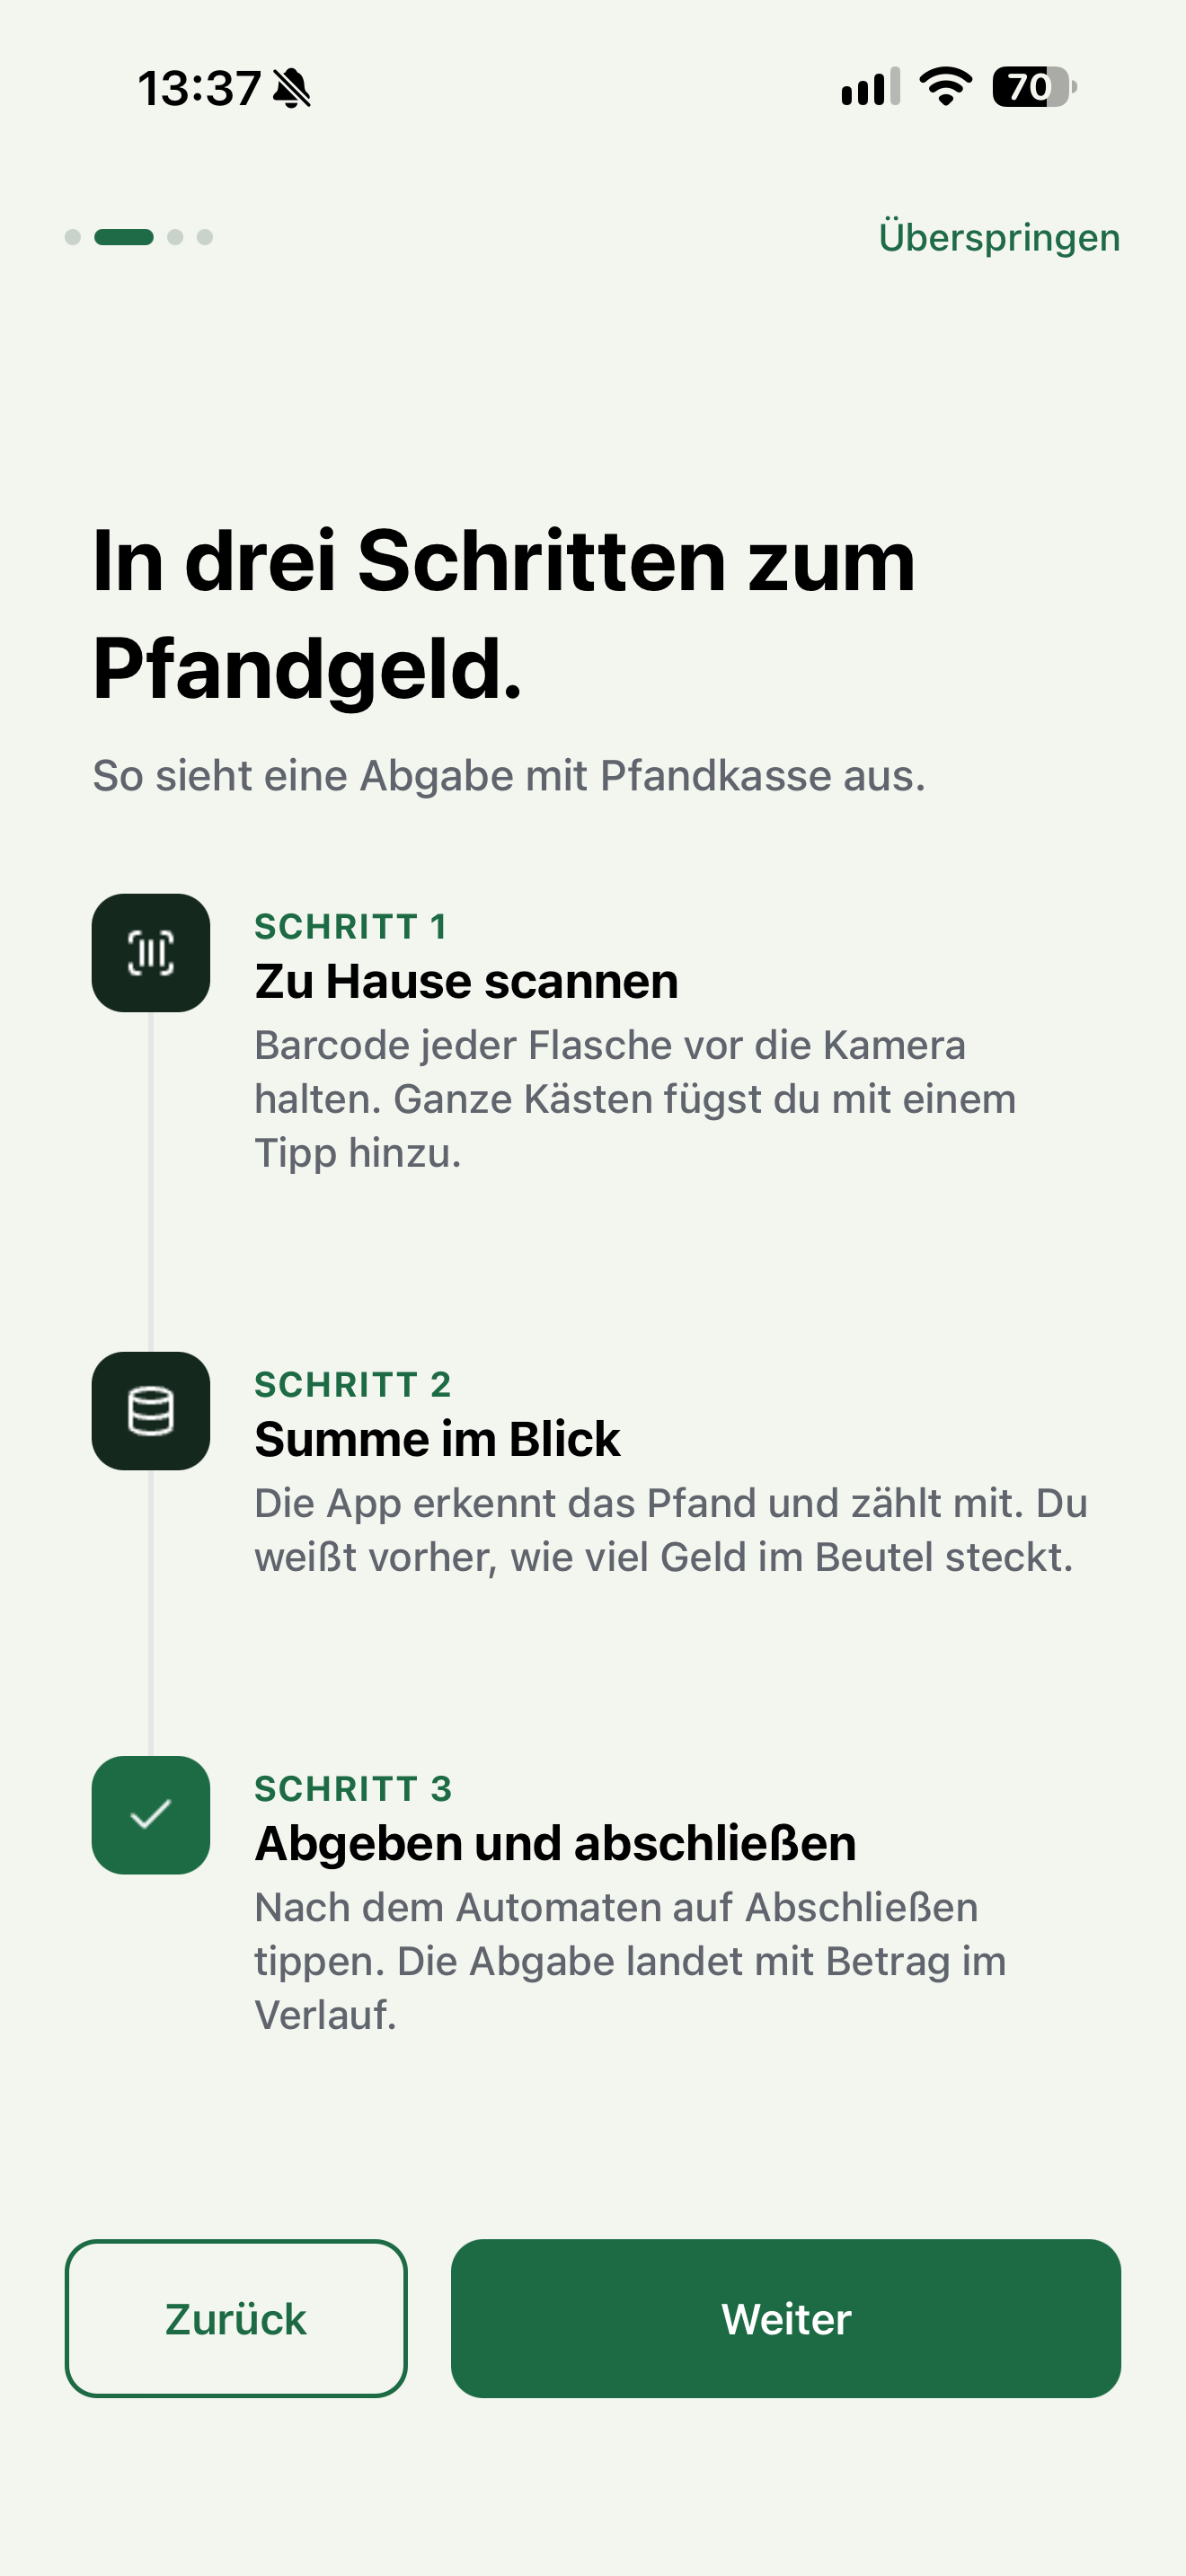 13:37
70
Überspringen
In drei Schritten zum
Pfandgeld.
So sieht eine Abgabe mit Pfandkasse aus.
SCHRITT 1
Zu Hause scannen
Barcode jeder Flasche vor die Kamera
halten. Ganze Kästen fügst du mit einem
Tipp hinzu.
SCHRITT 2
Summe im Blick
Die App erkennt das Pfand und zählt mit. Du
weißt vorher, wie viel Geld im Beutel steckt.
SCHRITT 3
Abgeben und abschließen
Nach dem Automaten auf Abschließen
tippen. Die Abgabe landet mit Betrag im
Verlauf.
Zurück
Weiter